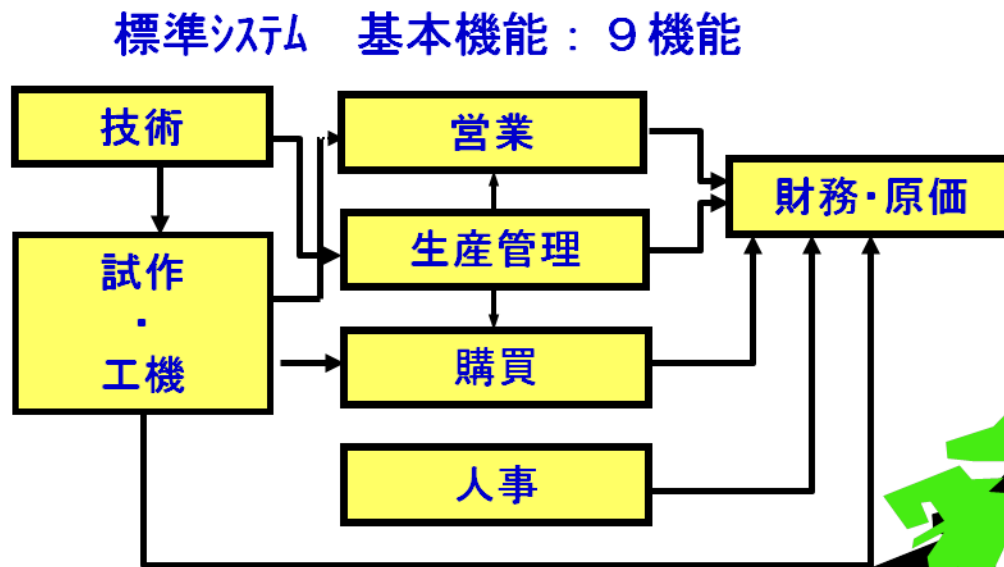 標準システム　基本機能：９機能
技術
営業
財務・原価
生産管理
試作
・
工機
購買
人事